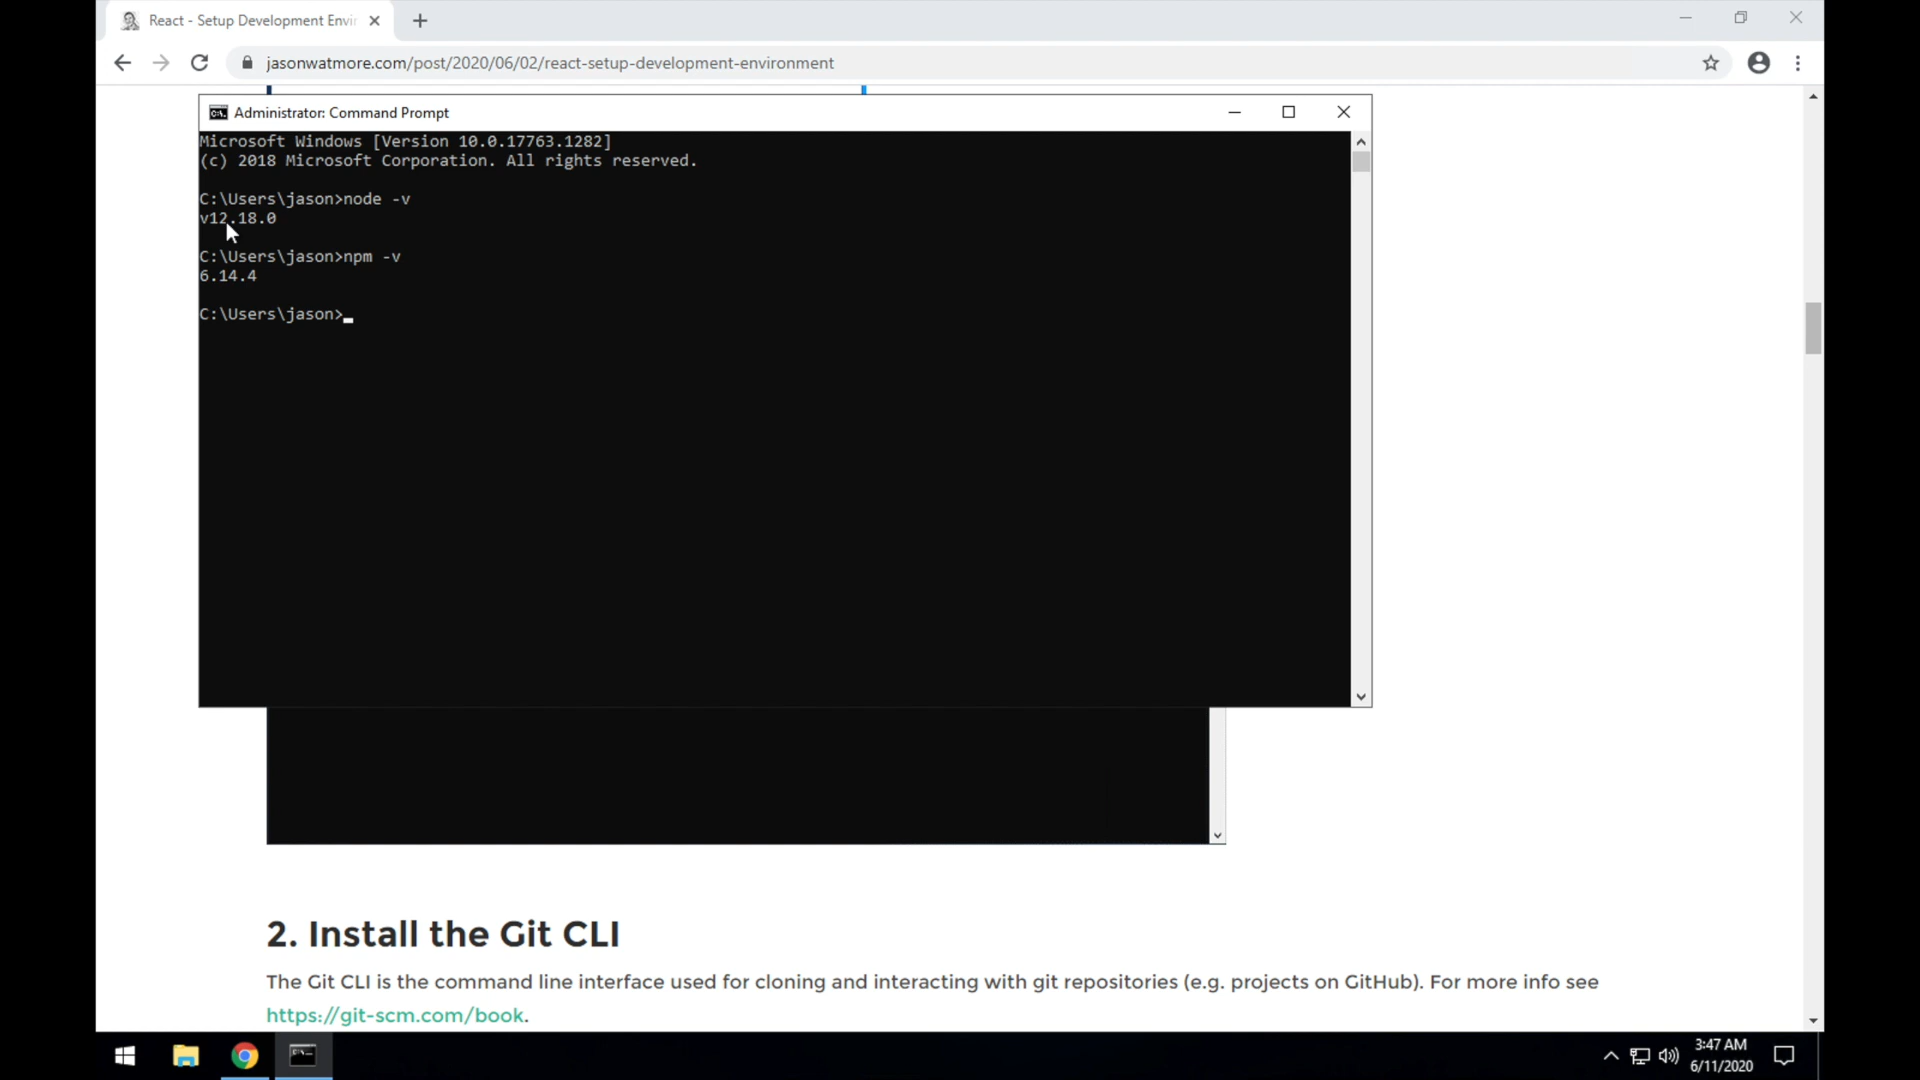 React - Setup Development Envi
jasonwatmore.com/post/2020/06/02/react-setup-development-environment
Administrator: Command Prompt
Microsoft Windows [Version 10.0.17763.1282]
(c) 2018 Microsoft Corporation. All rights reserved.
C:\Users\jason>node -v
v12.18.0
C:\Users\jason>npm -v
6.14.4
C:\Users\jason>
2. Install the Git CLI
The Git CLI is the command line interface used for cloning and interacting with git repositories (e.g. projects on GitHub). For more info see
https://git-scm.com/book.
3:47 AM
6/11/2020